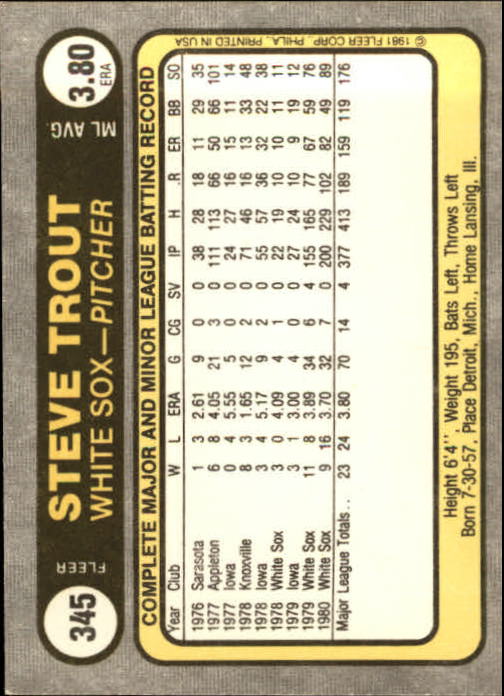 345
FLEER
STEVE TROUT
WHITE SOX—PITCHER
ML AVG.
3.80
ERA
COMPLETE MAJOR AND MINOR LEAGUE BATTING RECORD
Year Club W L ERA G CG SV IP H .R ER BB SO
1976 Sarasota 1 3 2.61 9 0 0 38 28 18 11 29 35
1977 Appleton 6 8 4.05 21 3 0 111 113 66 50 66 101
1977 Iowa 0 4 5.55 5 0 0 24 27 16 15 11 14
1978 Knoxville 8 3 1.65 12 2 0 71 46 16 13 33 48
1978 Iowa 3 4 5.17 9 2 0 55 57 36 32 22 38
1978 White Sox 3 0 4.09 4 1 0 22 19 10 10 11 11
1979 Iowa 3 1 3.00 4 0 0 27 24 10 9 19 12
1979 White Sox 11 8 3.89 34 6 4 155 165 77 67 59 76
1980 White Sox 9 16 3.70 32 7 0 200 229 102 82 49 89
Major League Totals . . 23 24 3.80 70 14 4 377 413 189 159 119 176
Height 6'4", Weight 195, Bats Left, Throws Left
Born 7-30-57, Place Detroit, Mich., Home Lansing, Ill.
© 1981 FLEER CORP., PHILA., PRINTED IN USA